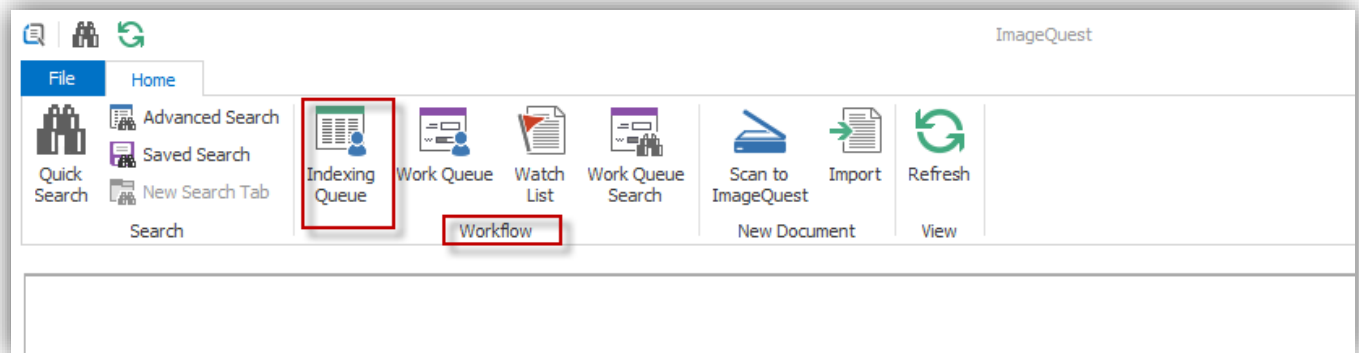 ImageQuest
File
Home
Quick
Search
Advanced Search
Saved Search
New Search Tab
Search
Indexing
Queue
Work Queue
Watch
List
Work Queue
Search
Workflow
Scan to
ImageQuest
Import
New Document
Refresh
View